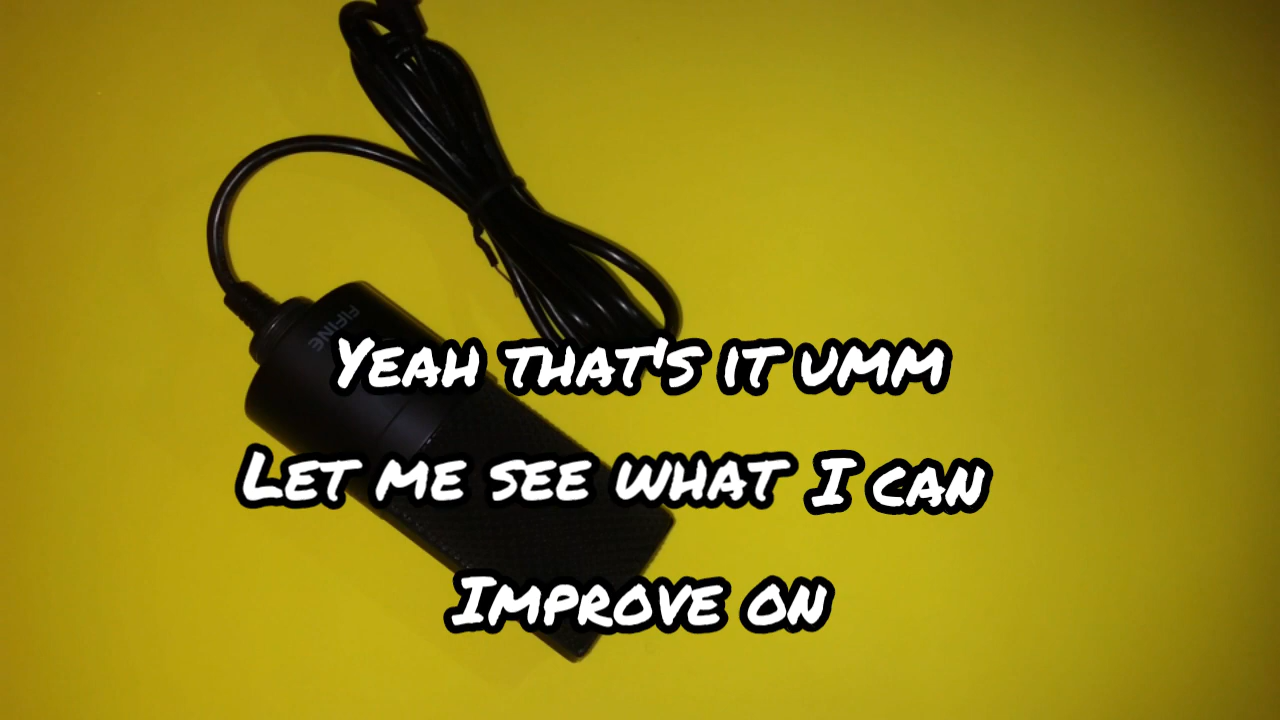 FIFINE
YEAH THAT'S IT UMM
LET ME SEE WHAT I CAN
IMPROVE ON